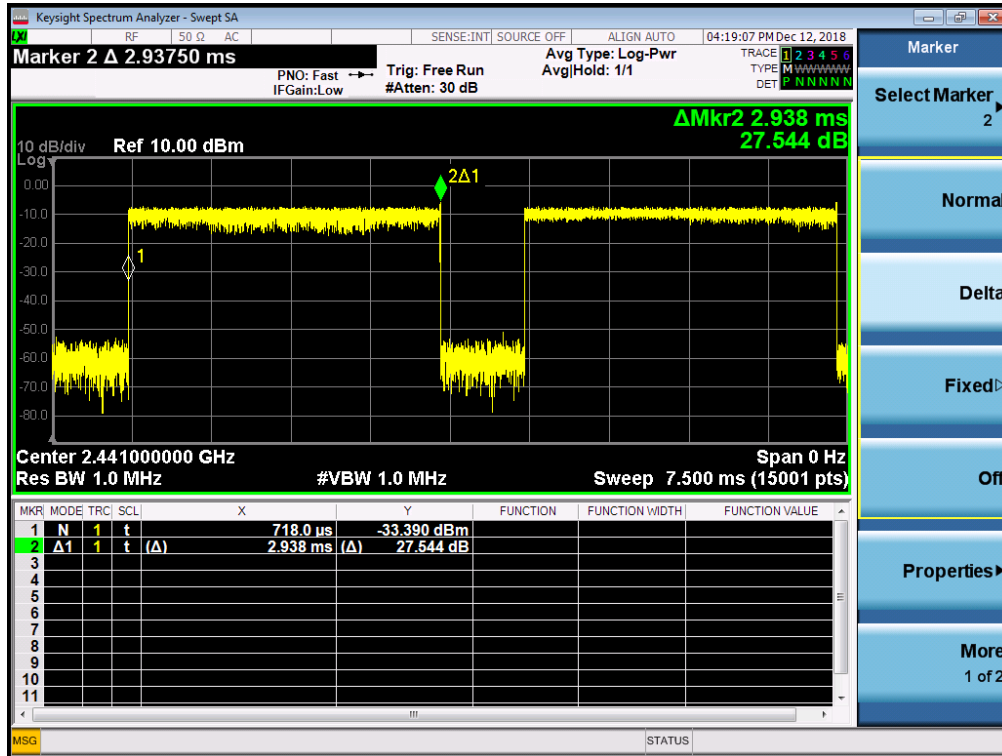 Keysight Spectrum Analyzer - Swept SA
LXI RF 50 Ω AC SENSE:INT SOURCE OFF ALIGN AUTO 04:19:07 PM Dec 12, 2018
Marker 2 Δ 2.93750 ms
PNO: Fast
IFGain:Low
Trig: Free Run
#Atten: 30 dB
Avg Type: Log-Pwr
Avg|Hold: 1/1
TRACE 1 2 3 4 5 6
TYPE M WWWWW
DET P N N N N N
ΔMkr2 2.938 ms
27.544 dB
10 dB/div Ref 10.00 dBm
Log
0.00
-10.0
-20.0
-30.0
-40.0
-50.0
-60.0
-70.0
-80.0
1
2Δ1
Center 2.441000000 GHz Span 0 Hz
Res BW 1.0 MHz #VBW 1.0 MHz Sweep 7.500 ms (15001 pts)
MKR MODE TRC SCL X Y FUNCTION FUNCTION WIDTH FUNCTION VALUE
1 N 1 t 718.0 µs -33.390 dBm
2 Δ1 1 t (Δ) 2.938 ms (Δ) 27.544 dB
3
4
5
6
7
8
9
10
11
MSG STATUS
Marker
Select Marker
2
Normal
Delta
Fixed
Off
Properties
More
1 of 2